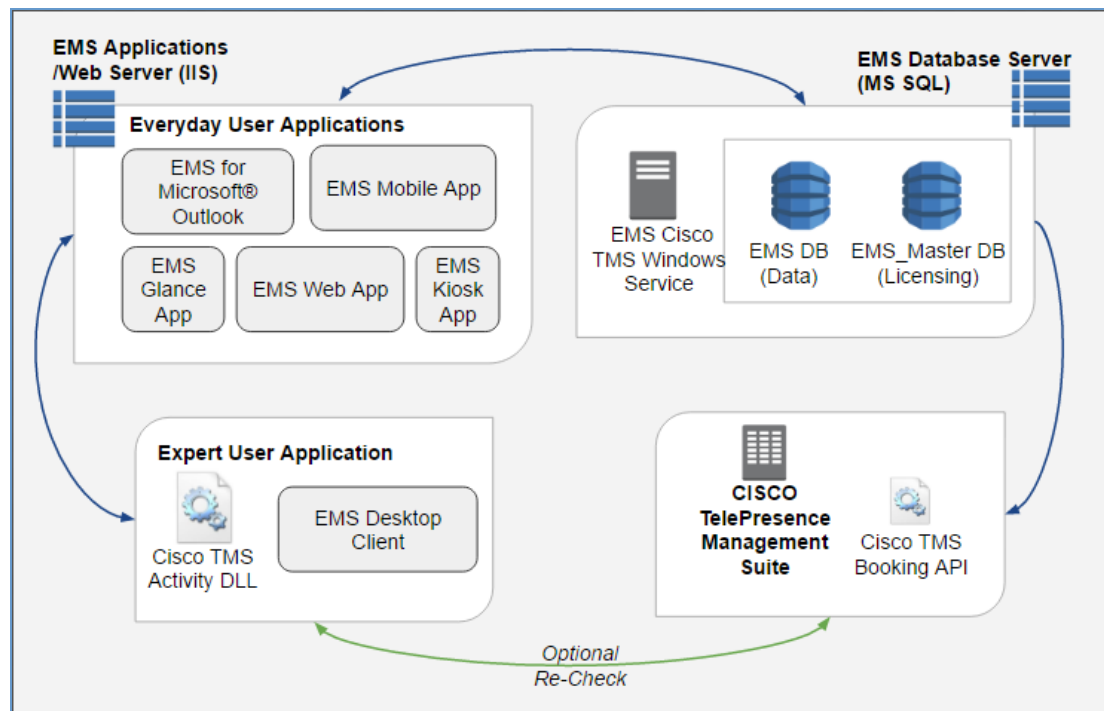 EMS Applications
/Web Server (IIS)
EMS Database Server
(MS SQL)
Everyday User Applications
EMS for
Microsoft® 
Outlook
EMS Mobile App
EMS
Glance
App
EMS Web App
EMS
Kiosk
App
EMS Cisco
TMS Windows
Service
EMS DB
(Data)
EMS_Master DB
(Licensing)
Expert User Application
Cisco TMS
Activity DLL
EMS Desktop
Client
CISCO
TelePresence
Management
Suite
Cisco TMS
Booking API
Optional
Re-Check